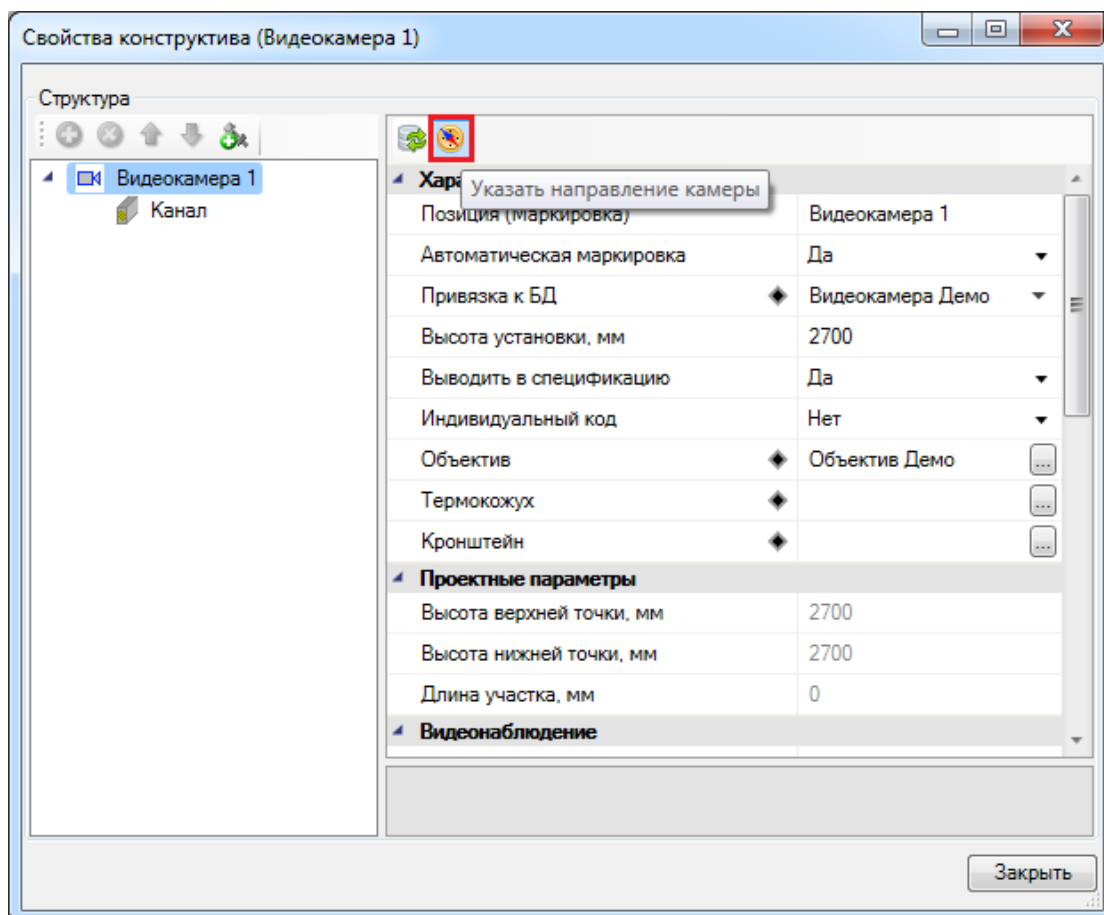 Свойства конструктива (Видеокамера 1)
Структура
Видеокамера 1
Канал
Указать направление камеры
Позиция (Маркировка) Видеокамера 1
Автоматическая маркировка Да
Привязка к БД Видеокамера Демо
Высота установки, мм 2700
Выводить в спецификацию Да
Индивидуальный код Нет
Объектив Объектив Демо ...
Термокожух ...
Кронштейн ...
Проектные параметры
Высота верхней точки, мм 2700
Высота нижней точки, мм 2700
Длина участка, мм 0
Видеонаблюдение
Закрыть